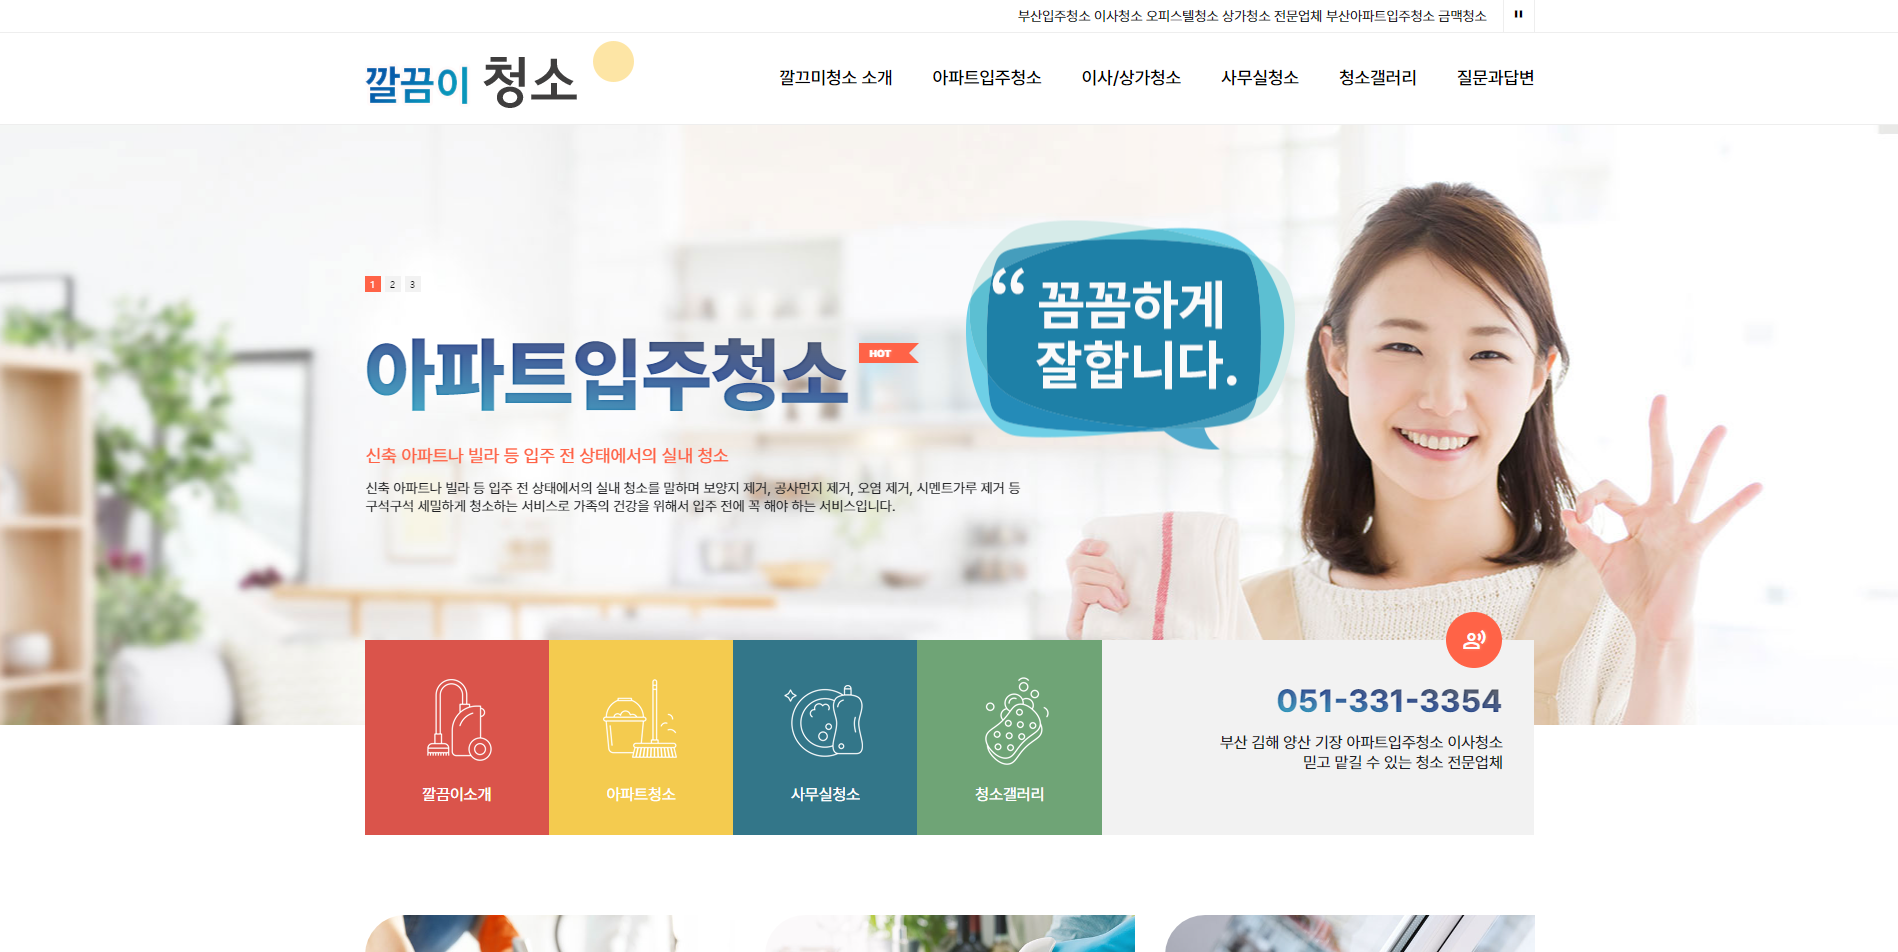 부산입주청소 이사청소 오피스텔청소 상가청소 전문업체 부산아파트입주청소 금맥청소
깔끔이 청소
깔끄미청소 소개 아파트입주청소 이사/상가청소 사무실청소 청소갤러리 질문과답변
1 2 3
“ 꼼꼼하게
잘합니다.
아파트입주청소 HOT
신축 아파트나 빌라 등 입주 전 상태에서의 실내 청소
신축 아파트나 빌라 등 입주 전 상태에서의 실내 청소를 말하며 보양지 제거, 공사먼지 제거, 오염 제거, 시멘트가루 제거 등
구석구석 세밀하게 청소하는 서비스로 가족의 건강을 위해서 입주 전에 꼭 해야 하는 서비스입니다.
깔끔이소개
아파트청소
사무실청소
청소갤러리
051-331-3354
부산 김해 양산 기장 아파트입주청소 이사청소
믿고 맡길 수 있는 청소 전문업체